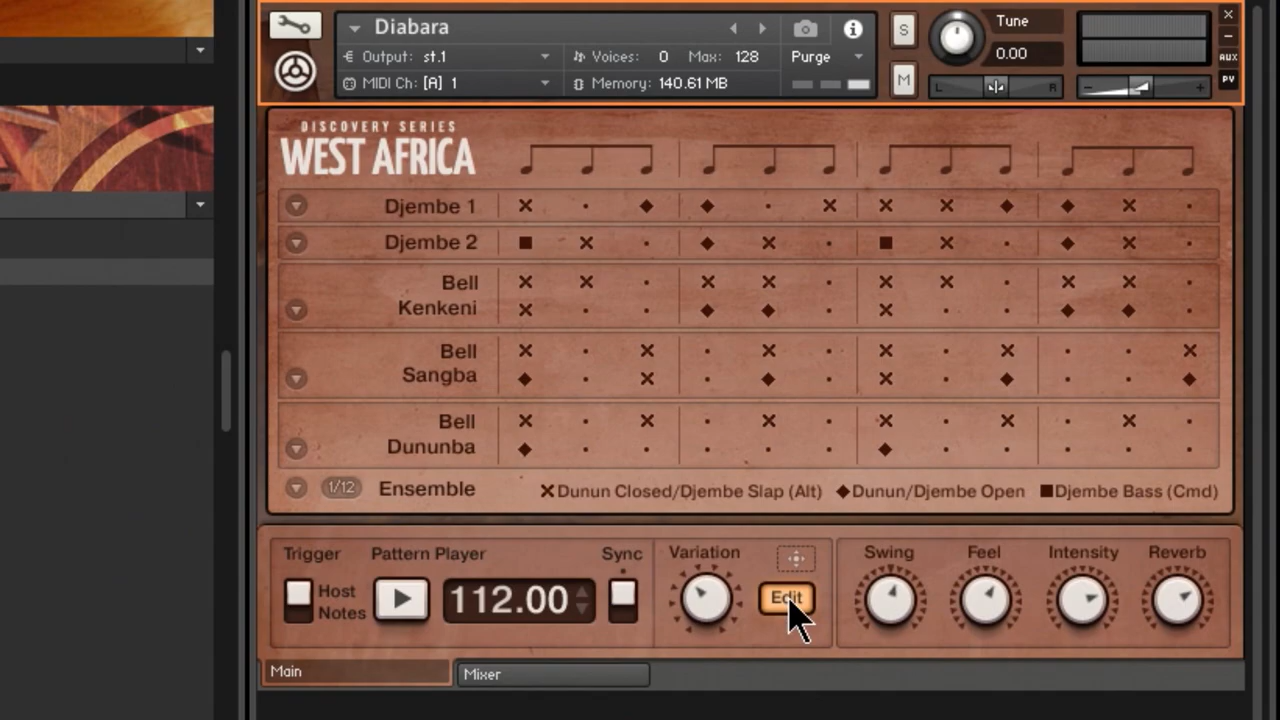 Diabara
Output: st.1
Voices: 0 Max: 128
Purge
MIDI Ch: [A] 1
Memory: 140.61 MB
S
M
Tune
0.00
L R
AUX
PV
DISCOVERY SERIES
WEST AFRICA
Djembe 1
Djembe 2
Bell
Kenkeni
Bell
Sangba
Bell
Dununba
1/12 Ensemble
Dunun Closed/Djembe Slap (Alt) Dunun/Djembe Open Djembe Bass (Cmd)
Trigger Pattern Player Sync
Host
Notes
112.00
Variation
Edit
Swing Feel Intensity Reverb
Main Mixer